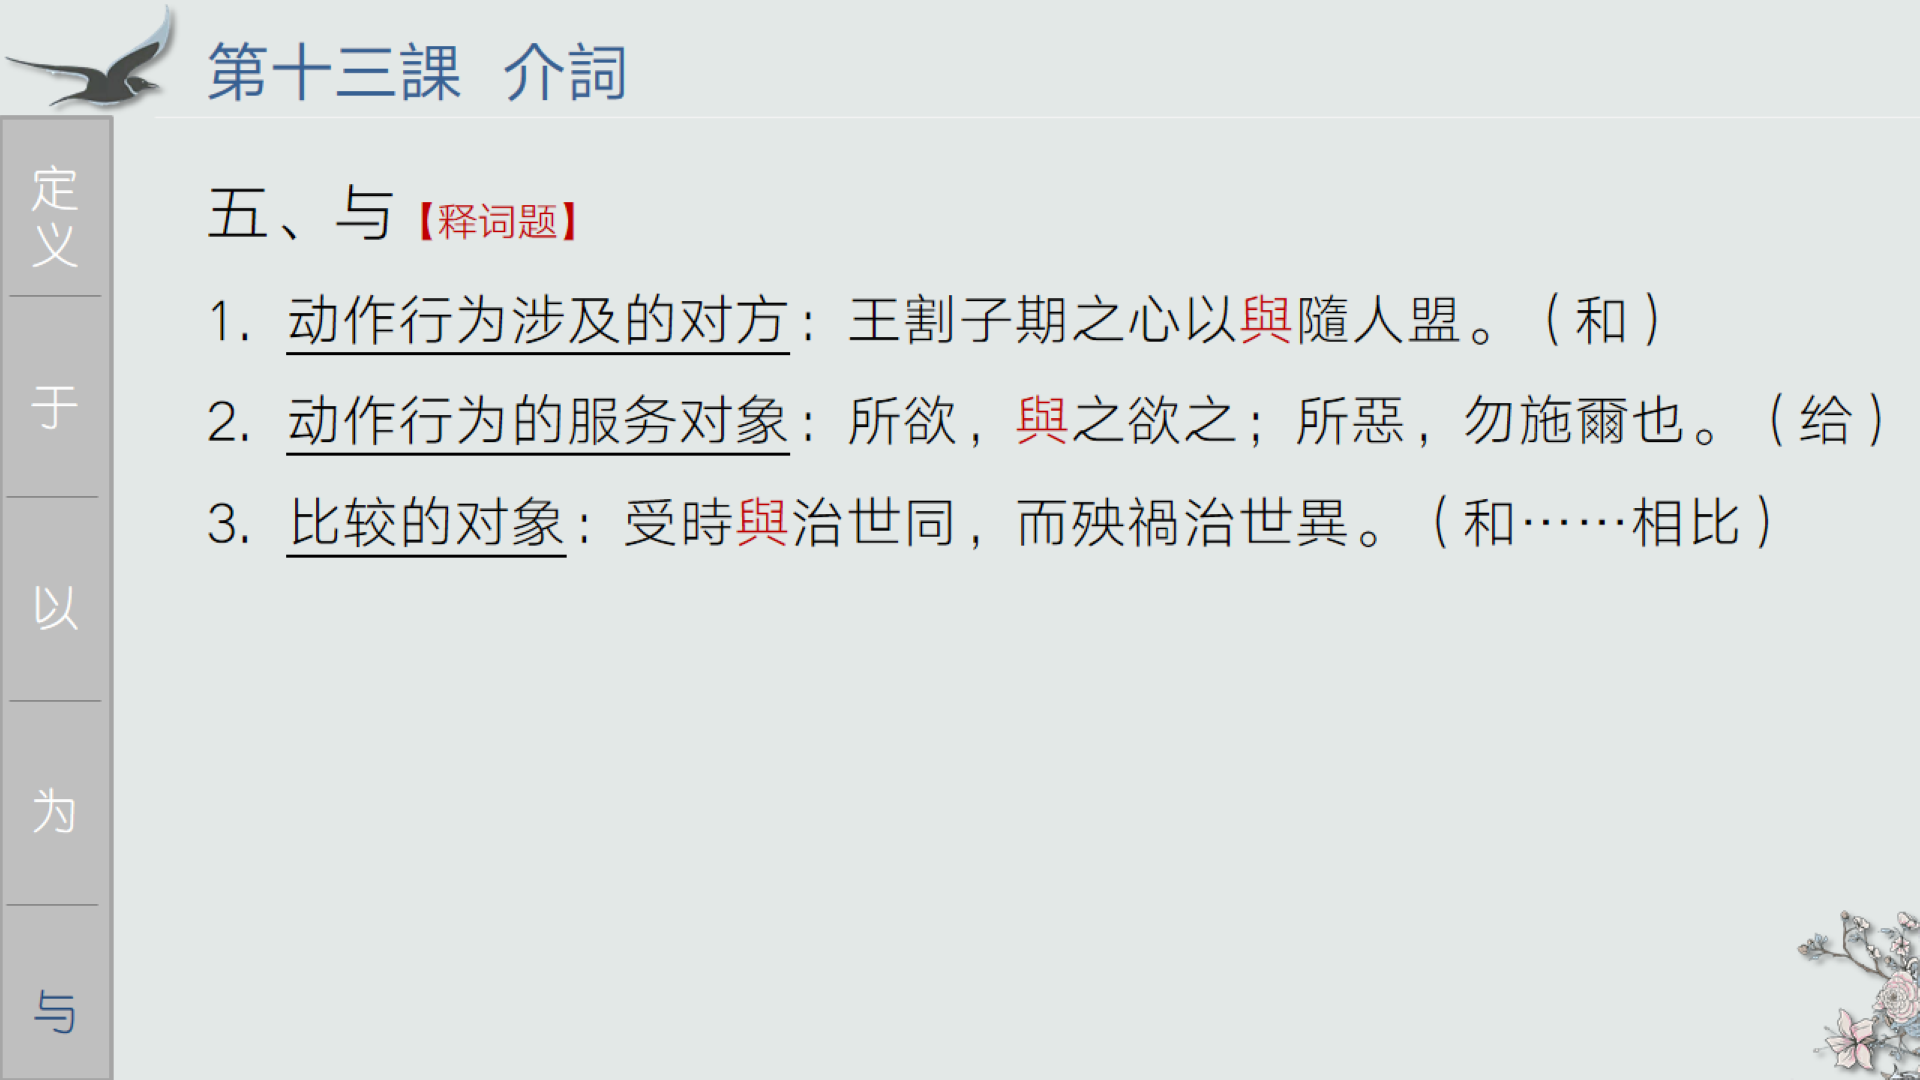 第十三課 介詞
定
义
于
以
为
与
五、与【释词题】
1. 动作行为涉及的对方：王割子期之心以與隨人盟。（和）
2. 动作行为的服务对象：所欲，與之欲之；所惡，勿施爾也。（给）
3. 比较的对象：受時與治世同，而殃禍治世異。（和……相比）